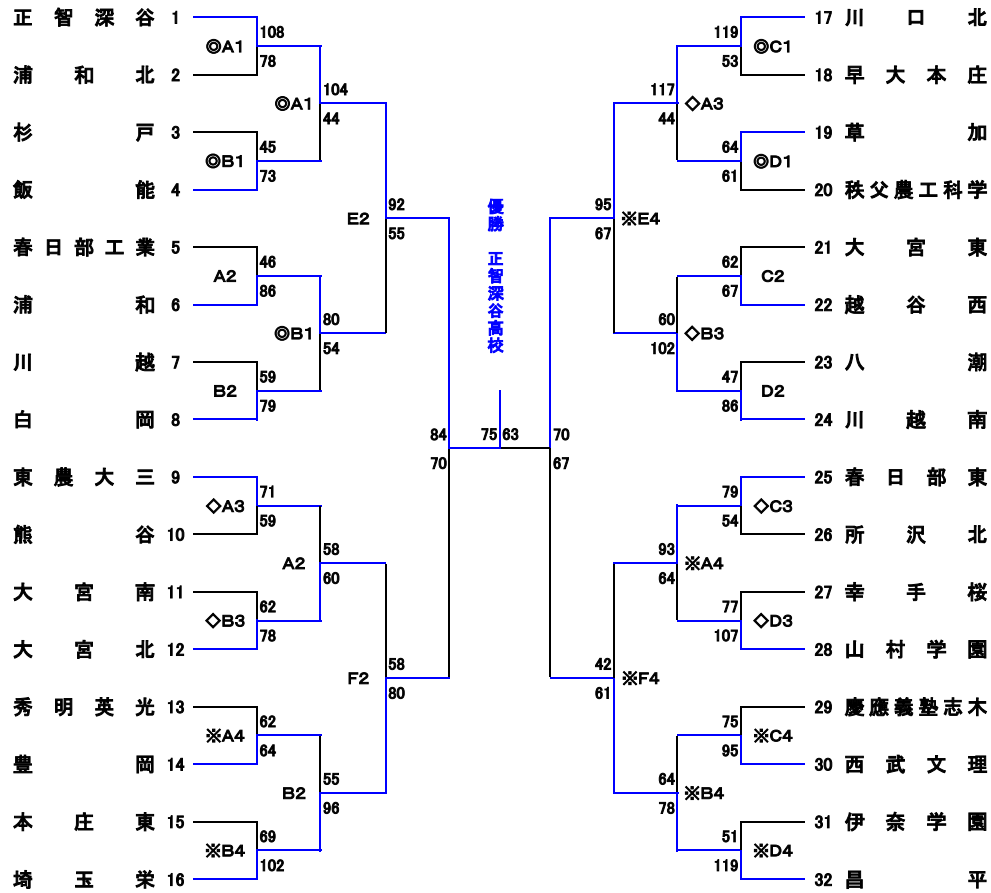 正智深谷 1
108
◎A1
78
浦和北 2
104
◎A1
44
杉戸 3
45
◎B1
73
飯能 4
92
E2
55
春日部工業 5
46
A2
86
浦和 6
80
◎B1
54
川越 7
59
B2
79
白岡 8
84
70
東農大三 9
71
◇A3
59
熊谷 10
58
A2
60
大宮南 11
62
◇B3
78
大宮北 12
58
F2
80
秀明英光 13
62
※A4
64
豊岡 14
55
B2
96
本庄東 15
69
※B4
102
埼玉栄 16
優勝 正智深谷高校
75 63
17 川口北
119
◎C1
53
18 早大本庄
117
◇A3
44
19 草加
64
◎D1
61
20 秩父農工科学
95
※E4
67
21 大宮東
62
C2
67
22 越谷西
60
◇B3
102
23 八潮
47
D2
86
24 川越南
70
67
25 春日部東
79
◇C3
54
26 所沢北
93
※A4
64
27 幸手桜
77
◇D3
107
28 山村学園
42
※F4
61
29 慶應義塾志木
75
※C4
95
30 西武文理
64
※B4
78
31 伊奈学園
51
※D4
119
32 昌平